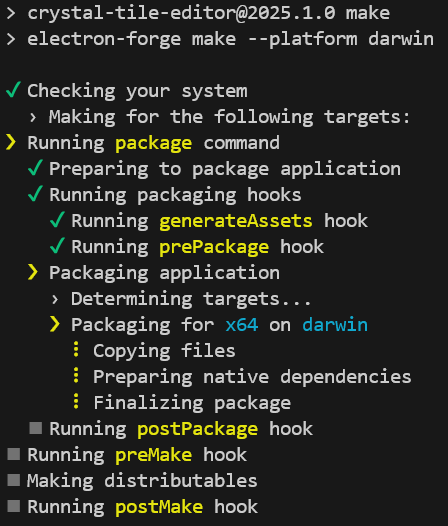 > crystal-tile-editor@2025.1.0 make
> electron-forge make --platform darwin
✔ Checking your system
› Making for the following targets:
❯ Running package command
✔ Preparing to package application
✔ Running packaging hooks
✔ Running generateAssets hook
✔ Running prePackage hook
❯ Packaging application
› Determining targets...
❯ Packaging for x64 on darwin
⠸ Copying files
⠸ Preparing native dependencies
⠸ Finalizing package
◼ Running postPackage hook
◼ Running preMake hook
◼ Making distributables
◼ Running postMake hook